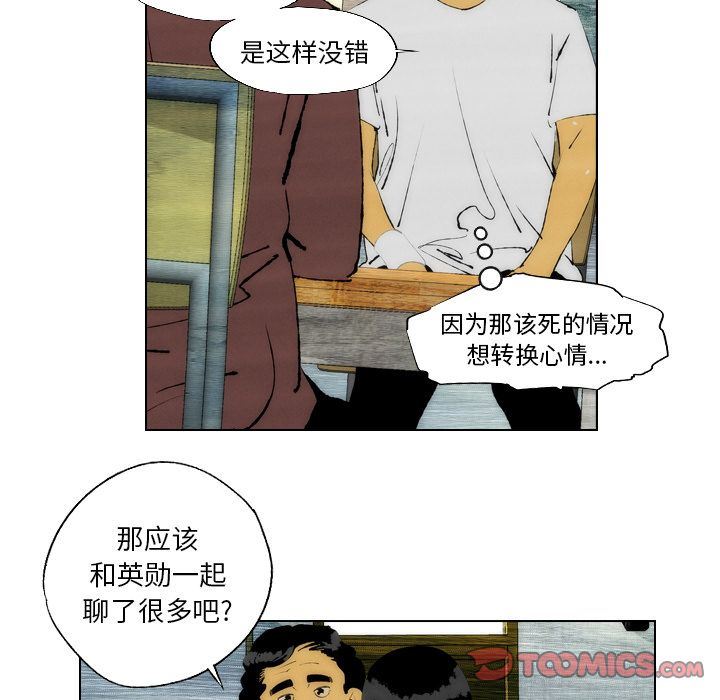 是这样没错
因为那该死的情况
想转换心情...
那应该
和英勋一起
聊了很多吧?
TOOMICS.COM